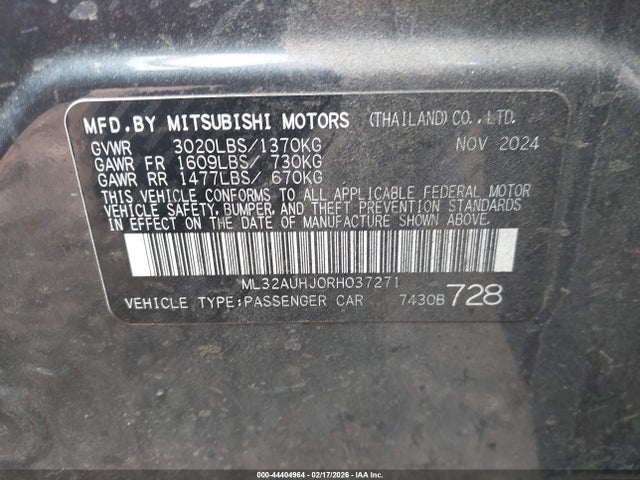 MFD.BY MITSUBISHI MOTORS (THAILAND) CO.,LTD.
GVWR 3020LBS/1370KG NOV 2024
GAWR FR 1609LBS/ 730KG
GAWR RR 1477LBS/ 670KG
THIS VEHICLE CONFORMS TO ALL APPLICABLE FEDERAL MOTOR
VEHICLE SAFETY, BUMPER, AND THEFT PREVENTION STANDARDS
IN EFFECT ON THE DATE OF MANUFACTURE SHOWN ABOVE.
ML32AUHJ0RH037271
VEHICLE TYPE:PASSENGER CAR 7430B 728
000-44404964 | 02/17/2026 - IAA Corp.